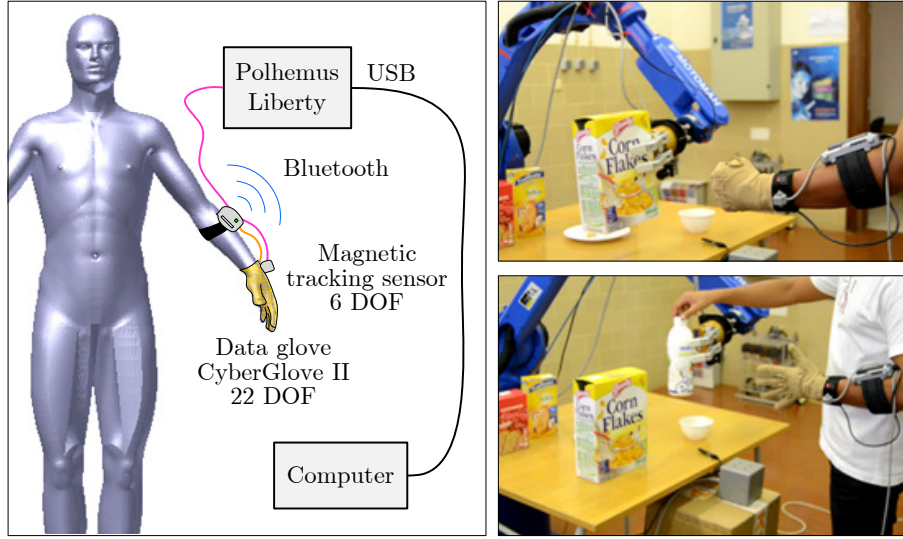 Polhemus
Liberty
USB
Bluetooth
Magnetic
tracking sensor
6 DOF
Data glove
CyberGlove II
22 DOF
Computer
MOTOMAN
Corn
Flakes
Corn
Flakes